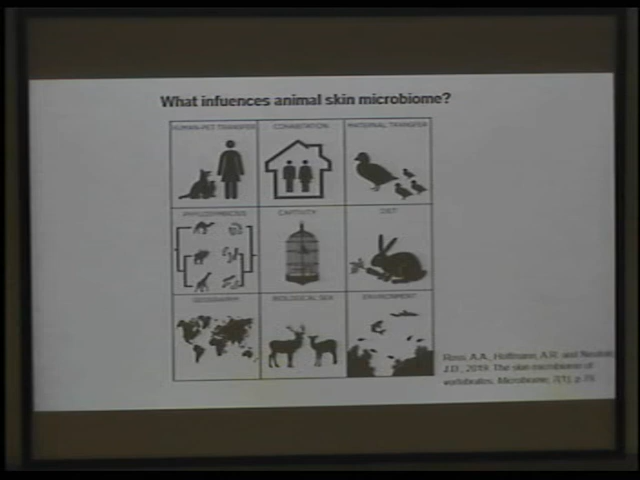 What infuences animal skin microbiome?
HUMAN-PET TRANSFER COHABITATION MATERNAL TRANSFER
PHYLOSYMBIOSIS CAPTIVITY DIET
GEOGRAPHY BIOLOGICAL SEX ENVIRONMENT
Ross, A.A., Hoffmann, A.R. and Neufeld,
J.D., 2019. The skin microbiome of
vertebrates. Microbiome, 7(1), p.79.